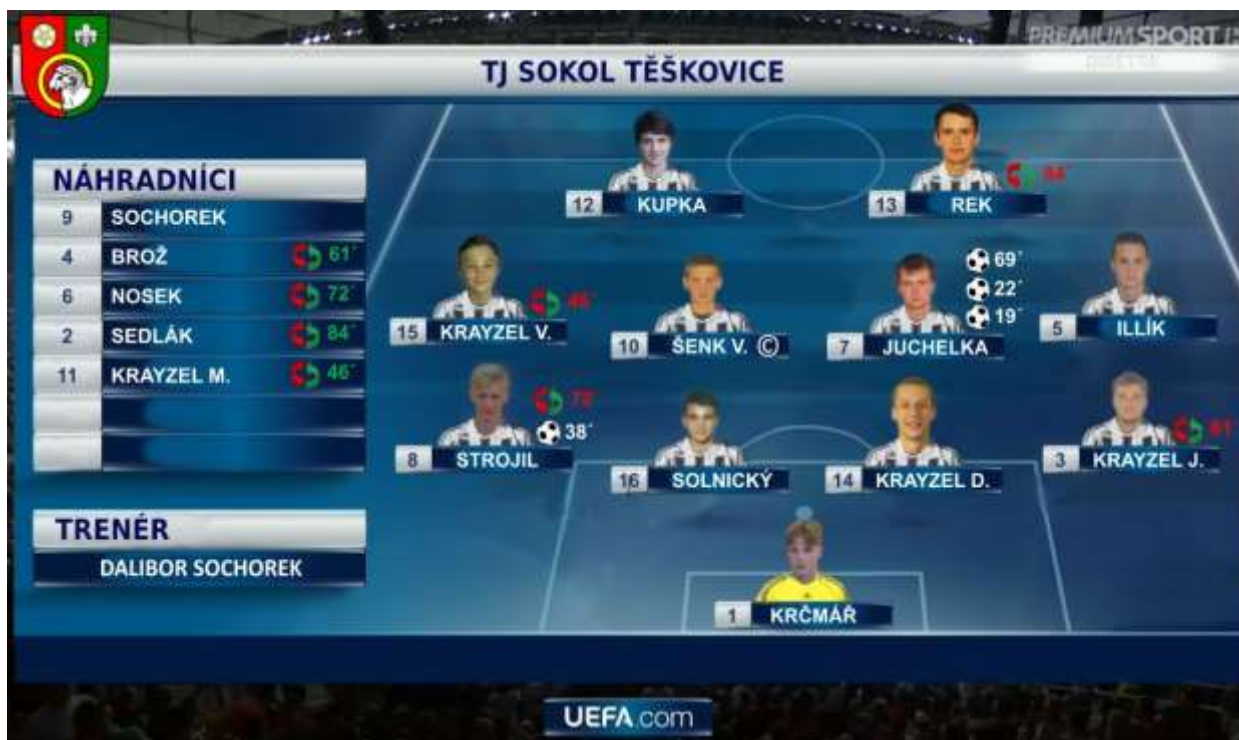 PREMIUM SPORT
TJ SOKOL TĚŠKOVICE
NÁHRADNÍCI
9 SOCHOREK
4 BROŽ 61´
6 NOSEK 72´
2 SEDLÁK 84´
11 KRAYZEL M. 46´
TRENÉR
DALIBOR SOCHOREK
12 KUPKA
84´
13 REK
46´
15 KRAYZEL V.
10 ŠENK V. ©
69´
22´
19´
7 JUCHELKA
5 ILLÍK
72´
38´
8 STROJIL
16 SOLNICKÝ
14 KRAYZEL D.
61´
3 KRAYZEL J.
1 KRČMÁŘ
UEFA.com